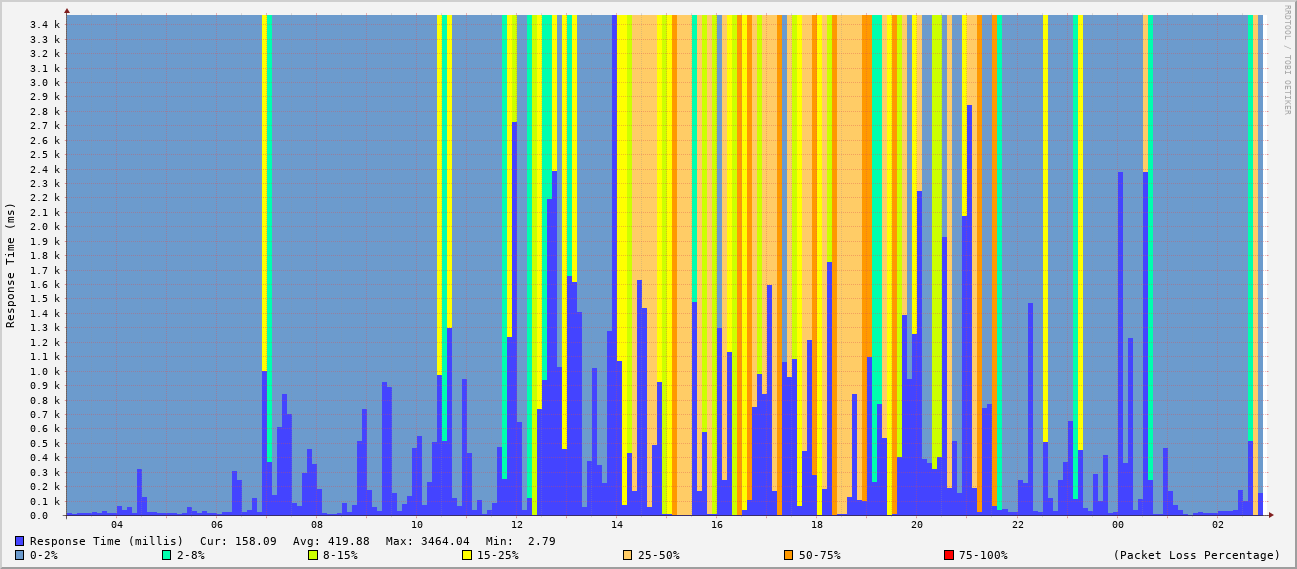 RRDTOOL / TOBI OETIKER
Response Time (ms)
3.4 k
3.3 k
3.2 k
3.1 k
3.0 k
2.9 k
2.8 k
2.7 k
2.6 k
2.5 k
2.4 k
2.3 k
2.2 k
2.1 k
2.0 k
1.9 k
1.8 k
1.7 k
1.6 k
1.5 k
1.4 k
1.3 k
1.2 k
1.1 k
1.0 k
0.9 k
0.8 k
0.7 k
0.6 k
0.5 k
0.4 k
0.3 k
0.2 k
0.1 k
0.0
04 06 08 10 12 14 16 18 20 22 00 02
Response Time (millis) Cur: 158.09 Avg: 419.88 Max: 3464.04 Min: 2.79
0-2% 2-8% 8-15% 15-25% 25-50% 50-75% 75-100% (Packet Loss Percentage)